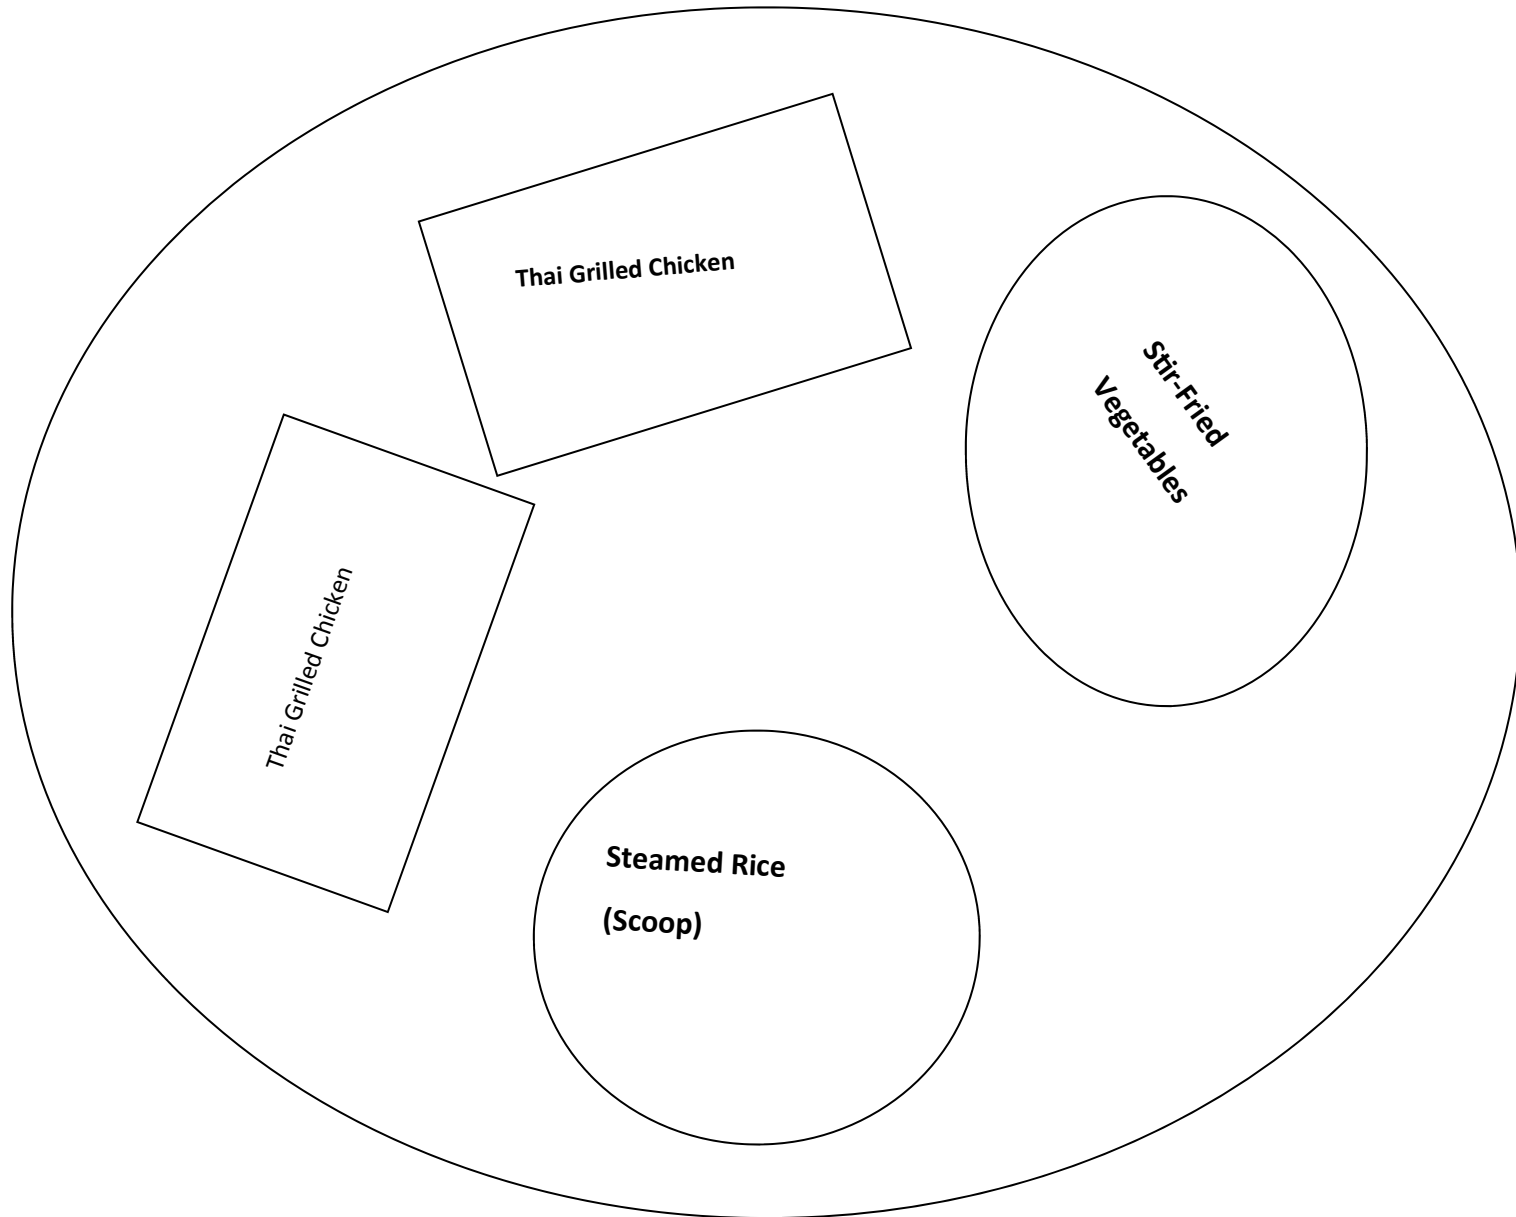 Thai Grilled Chicken
Stir-Fried
Vegetables
Thai Grilled Chicken
Steamed Rice
(Scoop)